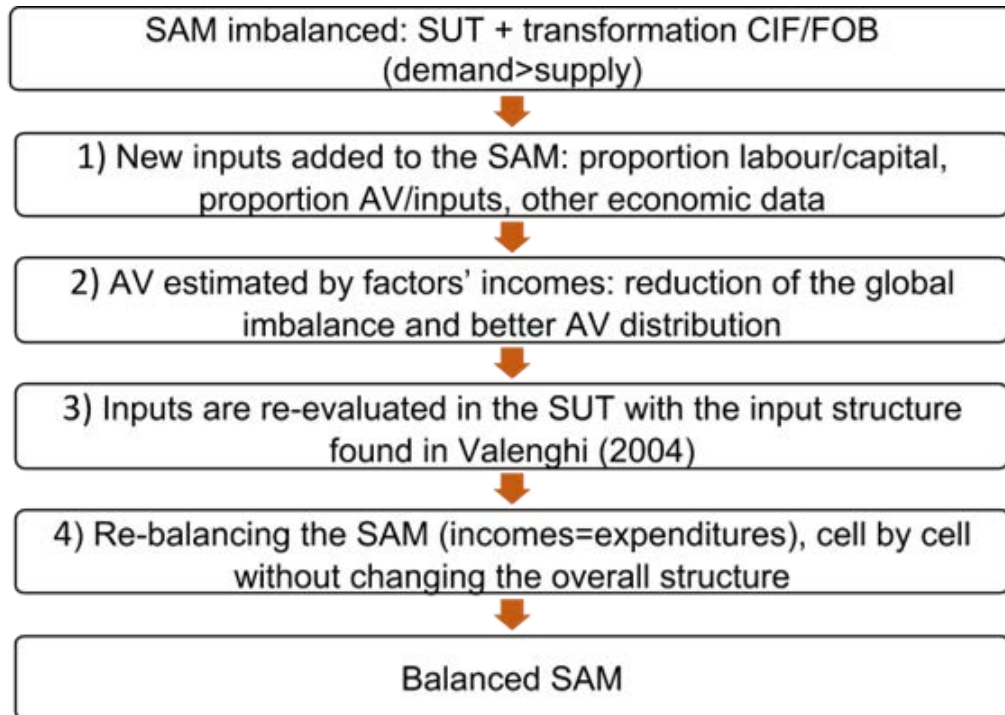 SAM imbalanced: SUT + transformation CIF/FOB
(demand>supply)
1) New inputs added to the SAM: proportion labour/capital,
proportion AV/inputs, other economic data
2) AV estimated by factors’ incomes: reduction of the global
imbalance and better AV distribution
3) Inputs are re-evaluated in the SUT with the input structure
found in Valenghi (2004)
4) Re-balancing the SAM (incomes=expenditures), cell by cell
without changing the overall structure
Balanced SAM